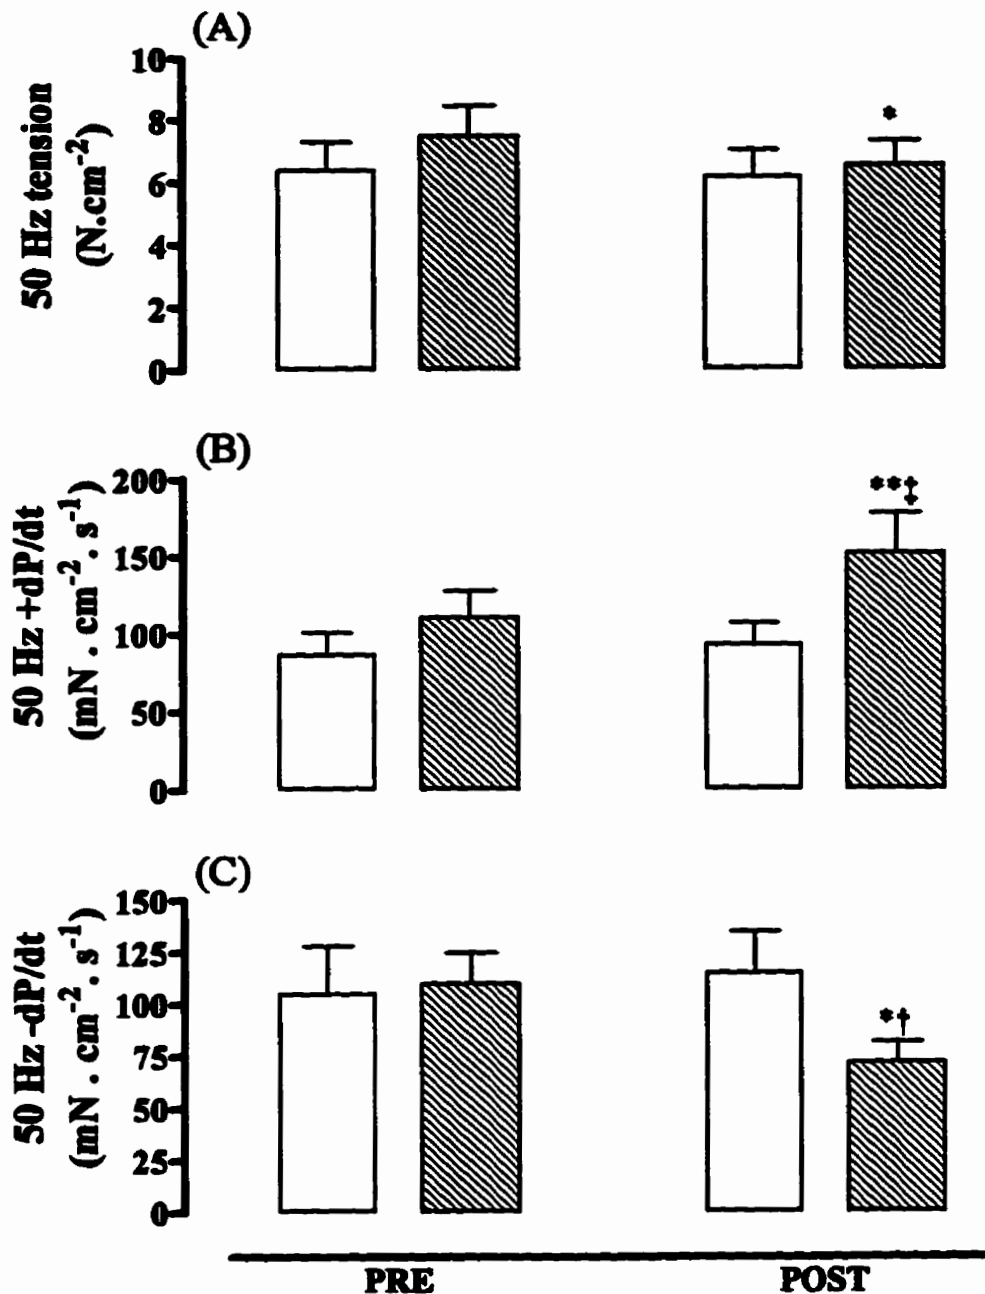 (A)
50 Hz tension
(N.cm⁻²)
10
8
6
4
2
0
*
(B)
50 Hz +dP/dt
(mN . cm⁻² . s⁻¹)
200
150
100
50
0
**‡
(C)
50 Hz -dP/dt
(mN . cm⁻² . s⁻¹)
150
125
100
75
50
25
0
*†
PRE POST